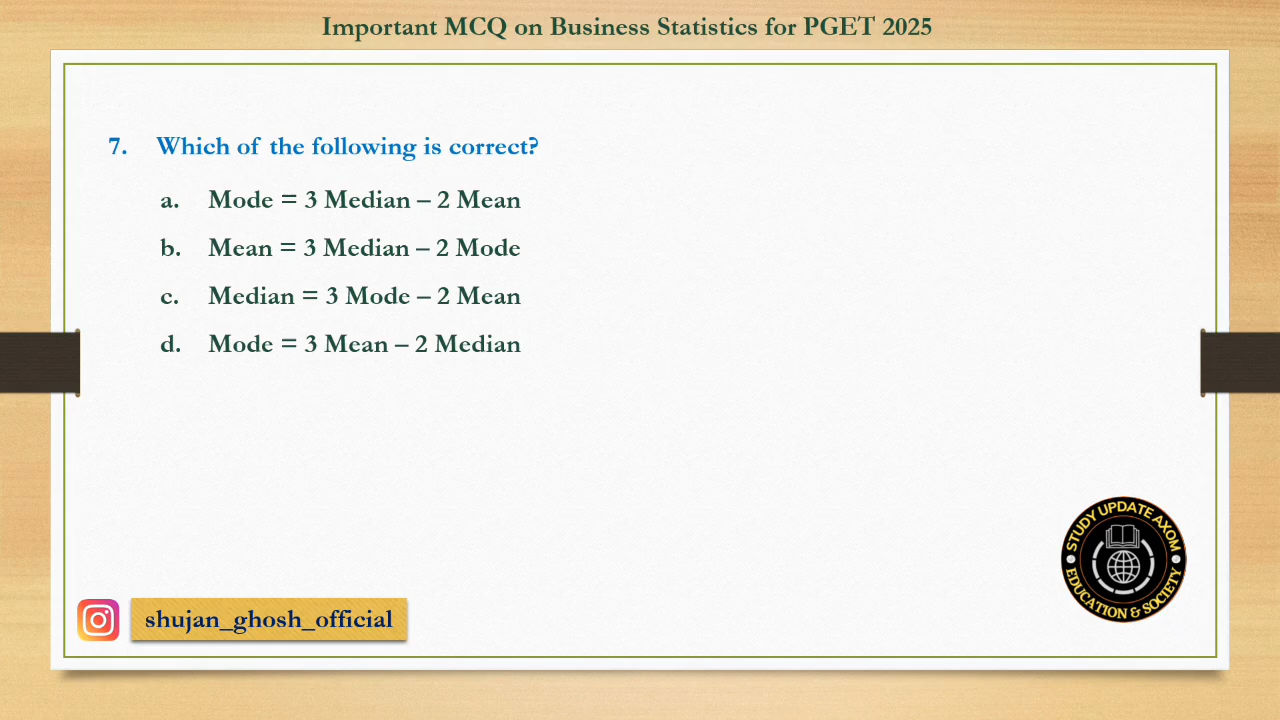 Important MCQ on Business Statistics for PGET 2025
7. Which of the following is correct?
a. Mode = 3 Median – 2 Mean
b. Mean = 3 Median – 2 Mode
c. Median = 3 Mode – 2 Mean
d. Mode = 3 Mean – 2 Median
STUDY UPDATE AXOM
EDUCATION & SOCIETY
shujan_ghosh_official